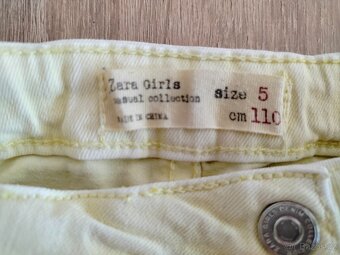 Zara Girls
casual collection
MADE IN CHINA
size 5
cm 110